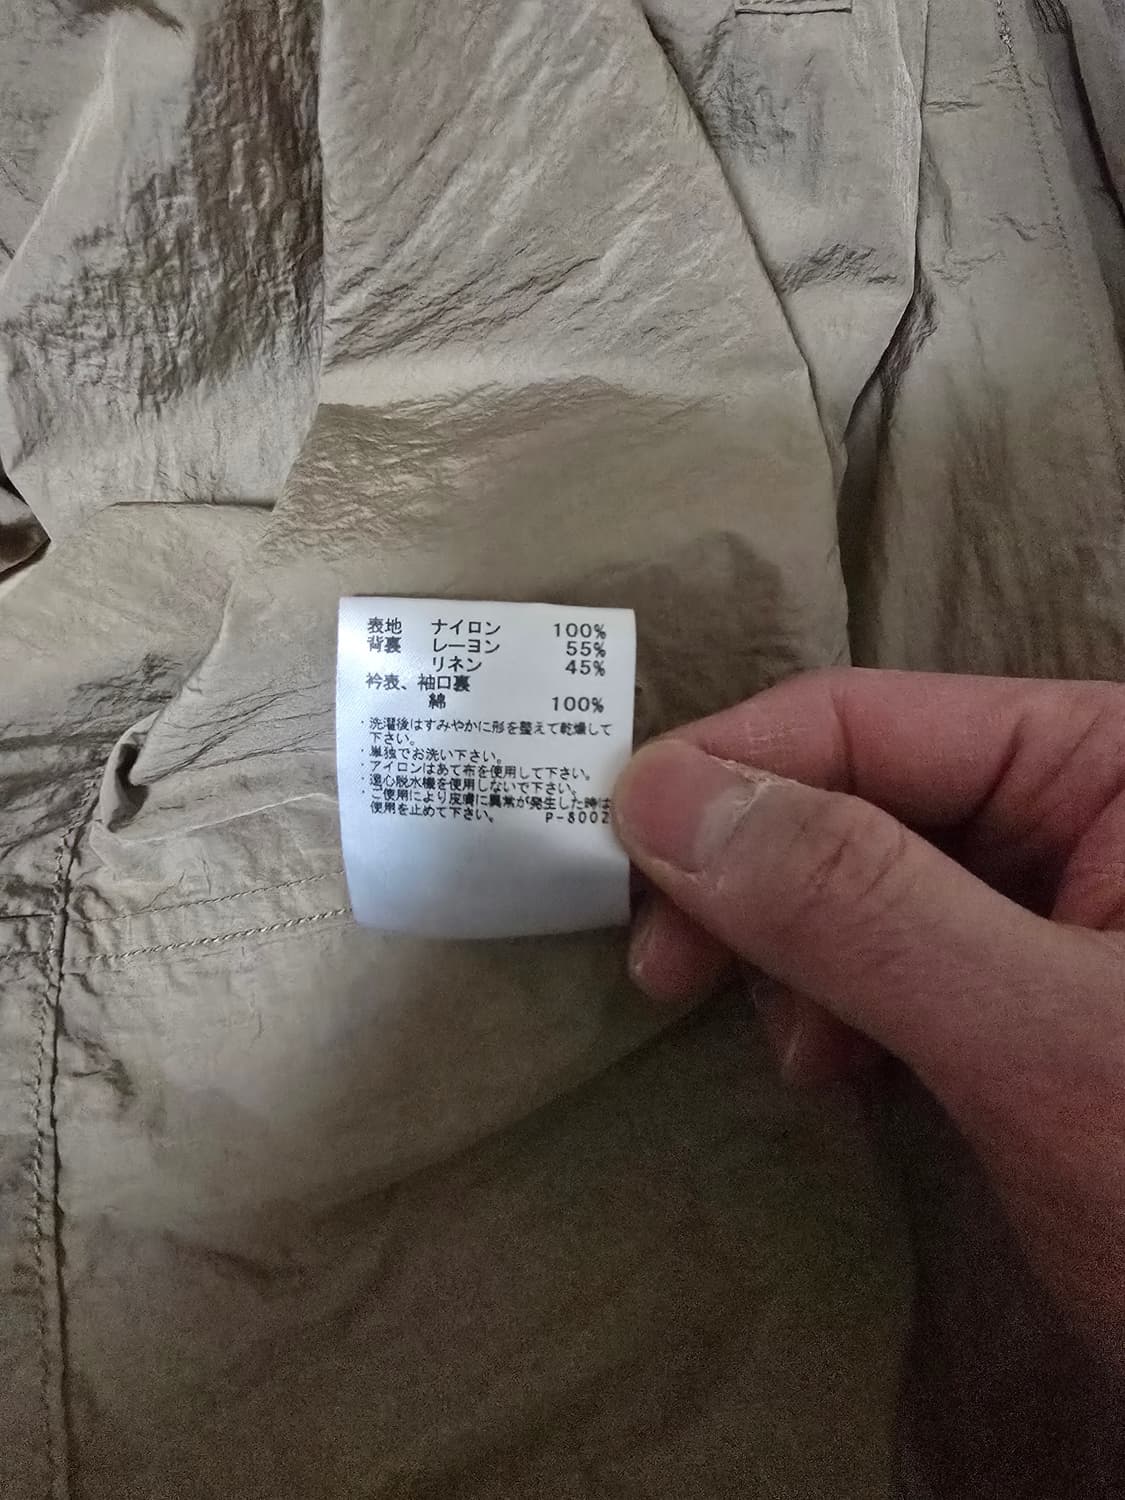 表地 ナイロン 100%
背裏 レーヨン 55%
リネン 45%
衿表、袖口裏
綿 100%
・洗濯後はすみやかに形を整えて乾燥して
下さい。
・単独でお洗い下さい。
・アイロンはあて布を使用して下さい。
・遠心脱水機を使用しないで下さい。
・ご使用により皮膚に異常が発生した時は
使用を止めて下さい。 P-8002